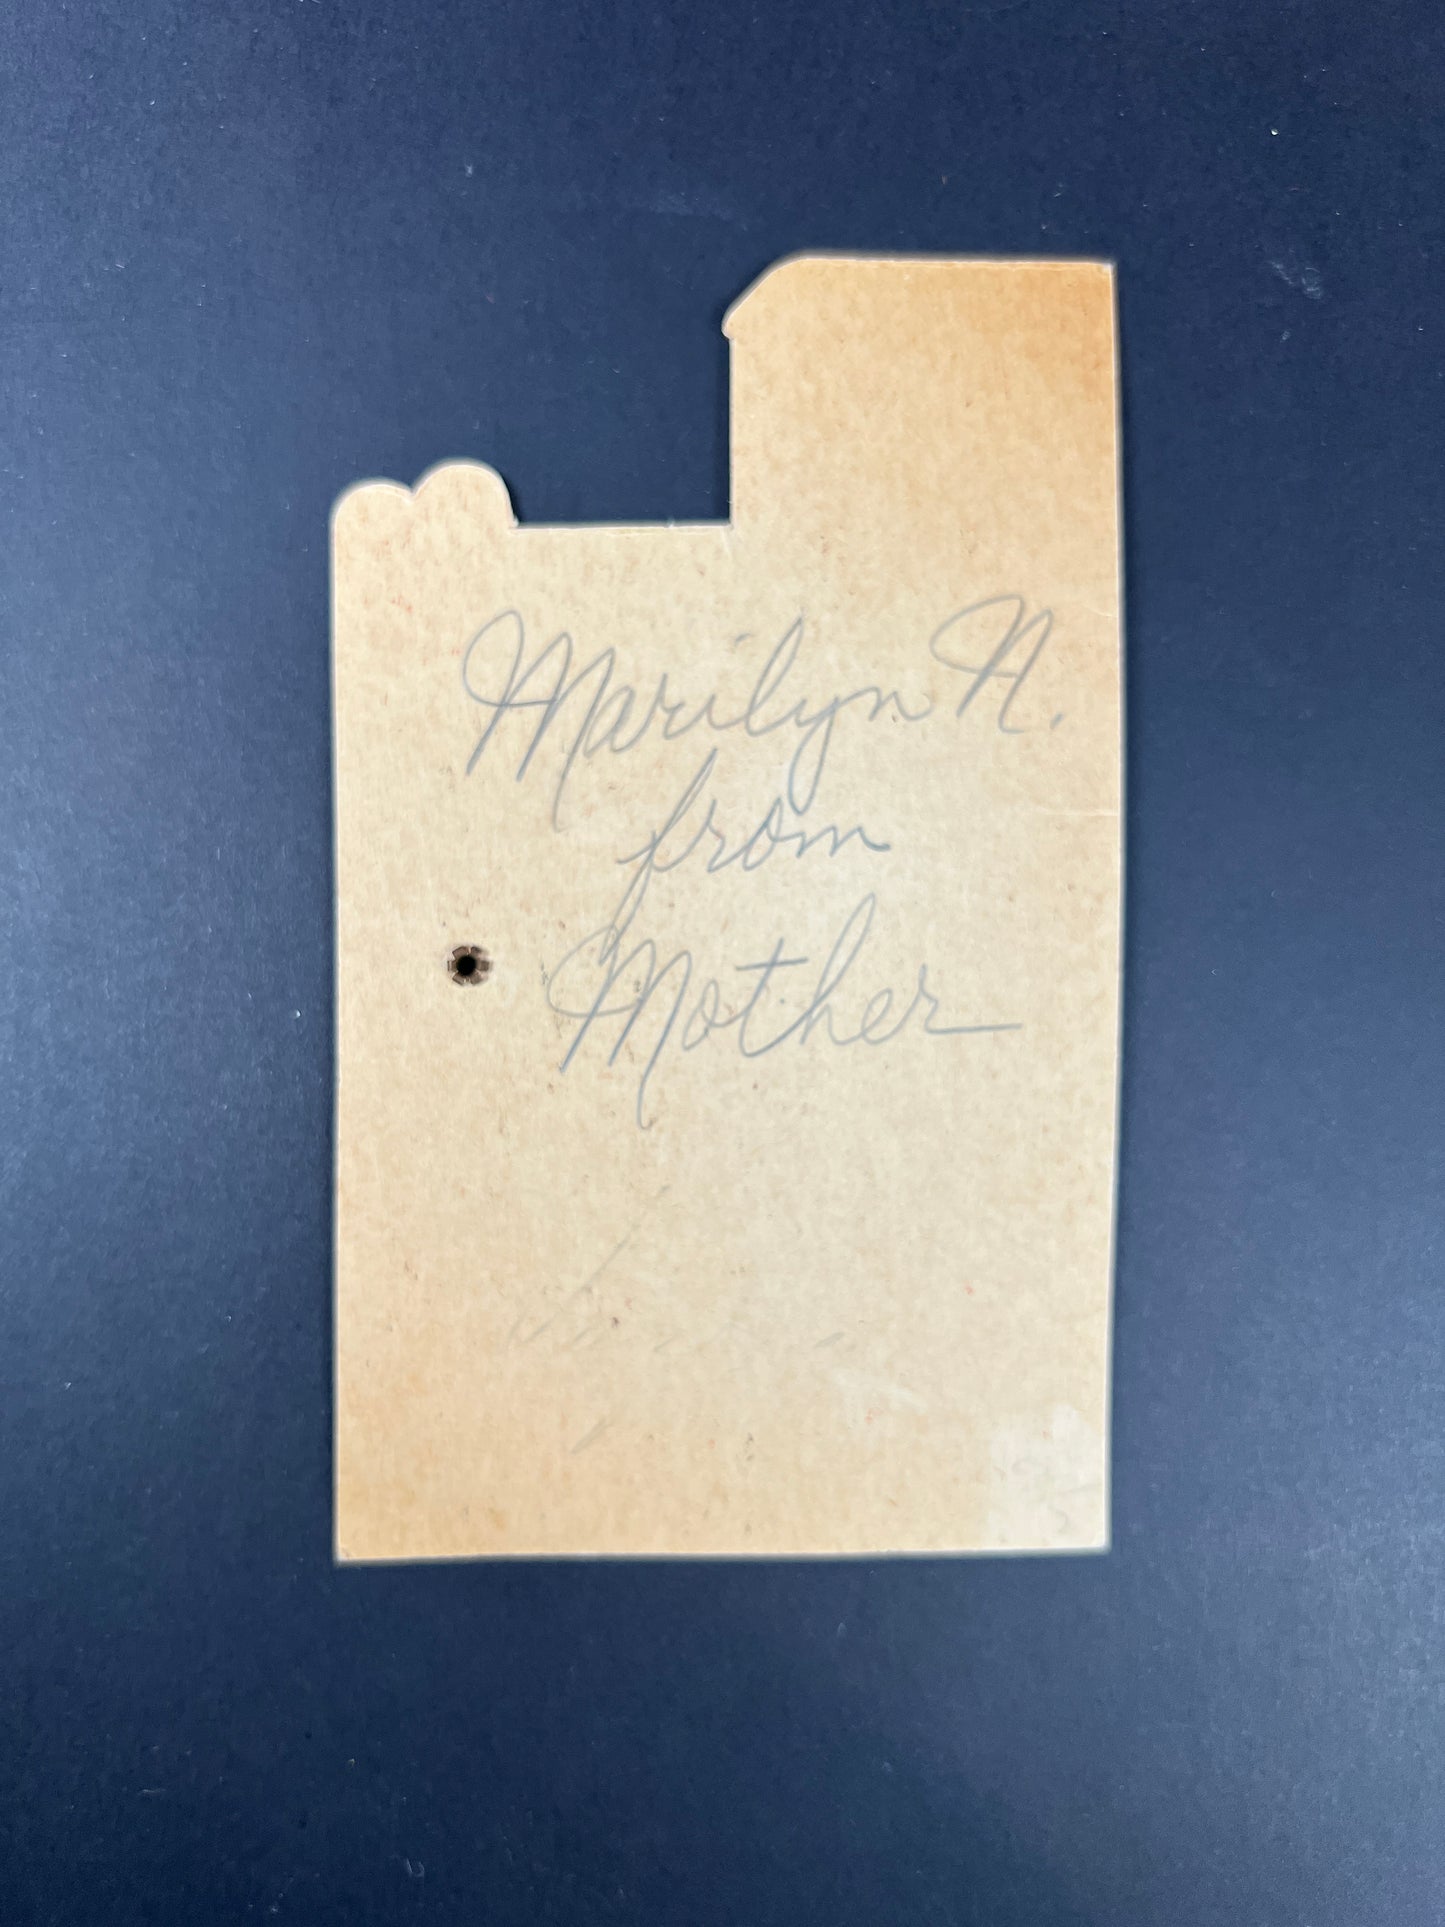 Marilyn N.
from
Mother